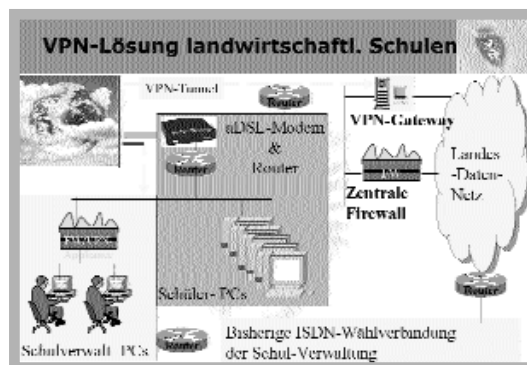 VPN-Lösung landwirtschaftl. Schulen
VPN-Tunnel
Router
aDSL-Modem
&
Router
Router
VPN-Gateway
Zentrale
Firewall
Landes
-Daten-
Netz
Router
Schüler- PCs
Schulverwalt PCs
Router
Bisherige ISDN-Wählverbindung
der Schul-Verwaltung